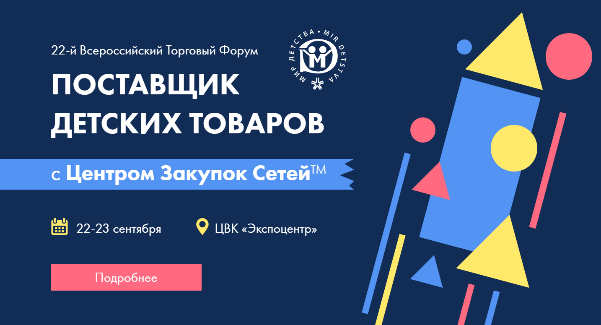 22-й Всероссийский Торговый Форум
МИР ДЕТСТВА • MIR DETSTVA
ПОСТАВЩИК
ДЕТСКИХ ТОВАРОВ
с Центром Закупок Сетей™
22-23 сентября
ЦВК «Экспоцентр»
Подробнее